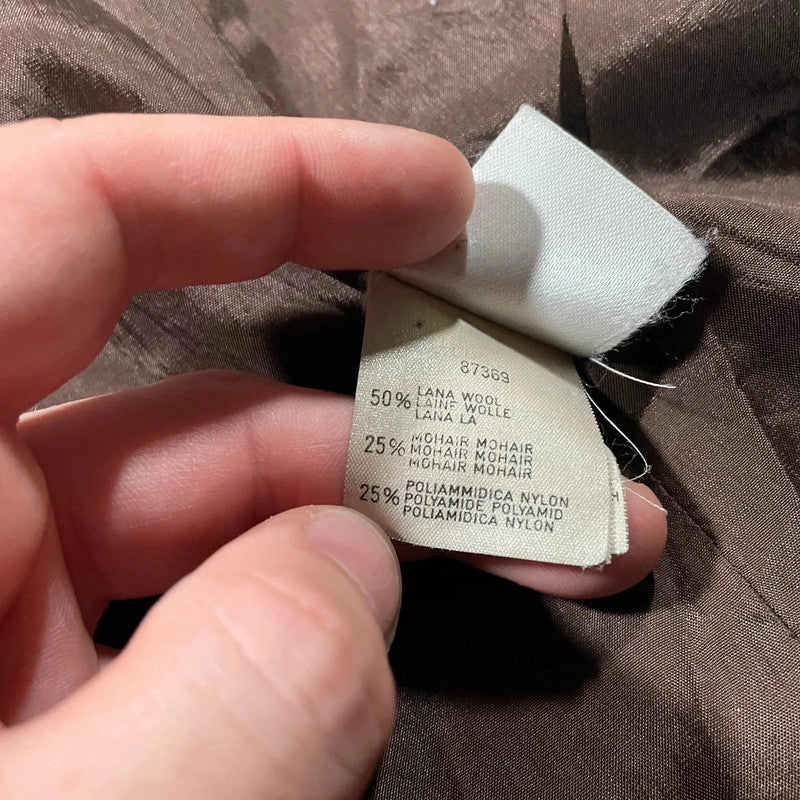 87369
50% LANA WOOL
LAINE WOLLE
LANA LA
25% MOHAIR MOHAIR
MOHAIR MOHAIR
MOHAIR MOHAIR
25% POLIAMMIDICA NYLON
POLYAMIDE POLYAMID
POLIAMIDICA NYLON
H